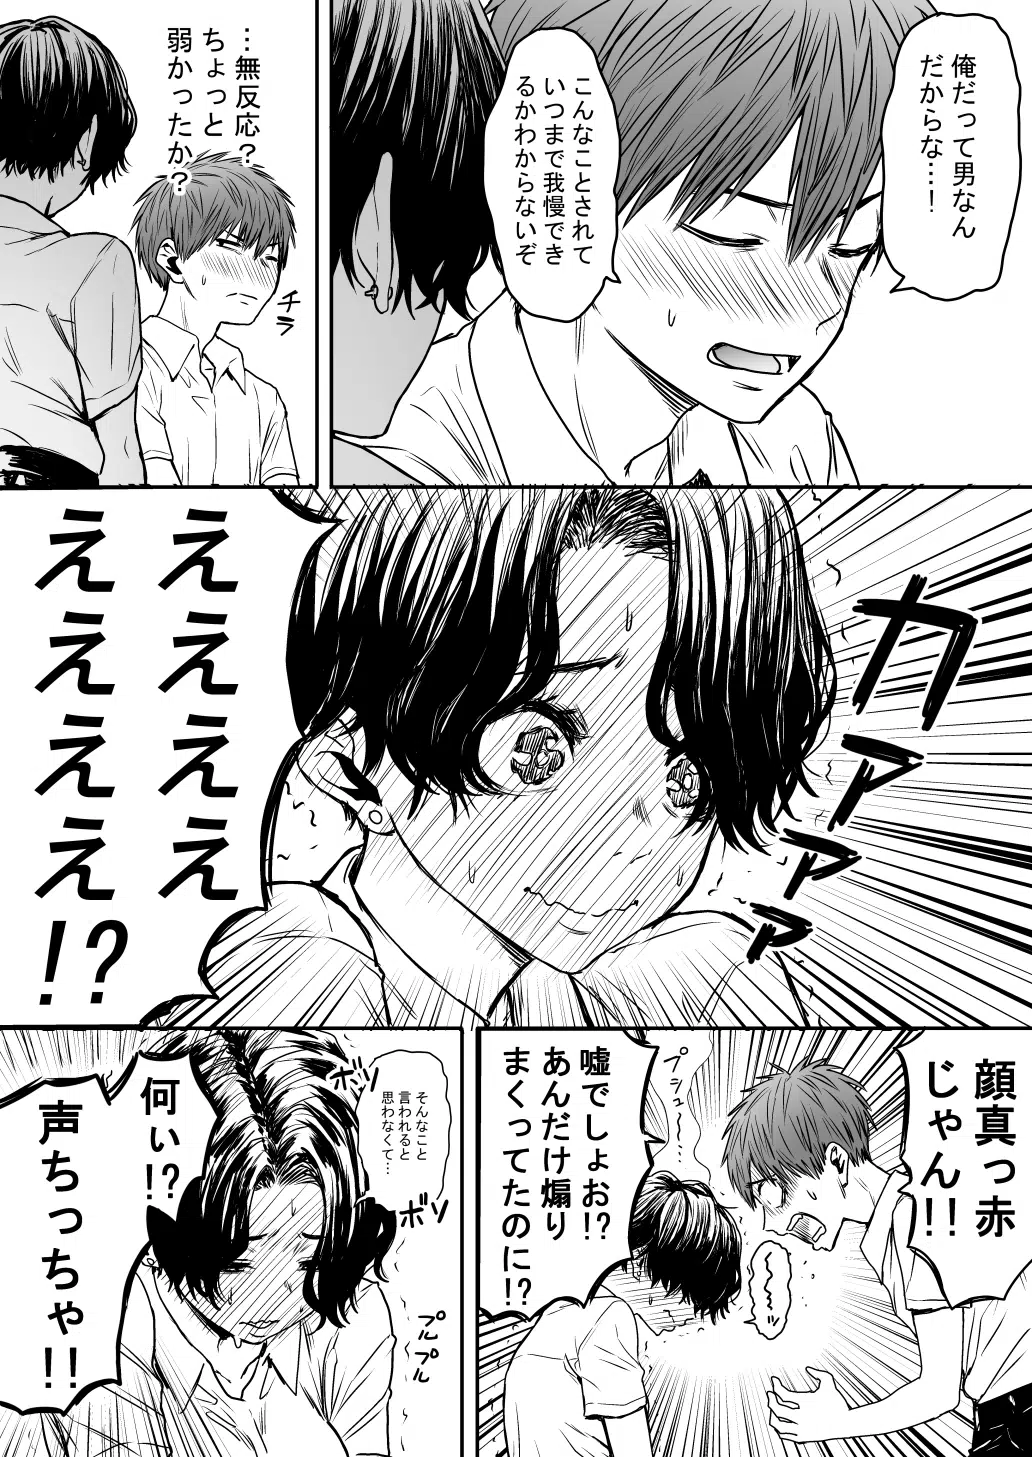 俺だって男なん
だからな…！
こんなことされて
いつまで我慢でき
るかわからないぞ
…無反応？
ちょっと
弱かったか？
チラ
ええええ
ええええ
!?
カァァァ
顔真っ赤
じゃん!!
嘘でしょお!?
あんだけ煽り
まくってたのに!?
プシュー…
そんなこと
言われると
思わなくて…
ボソ
ボソ
プルプル
何ぃ!?
声ちっちゃ!!